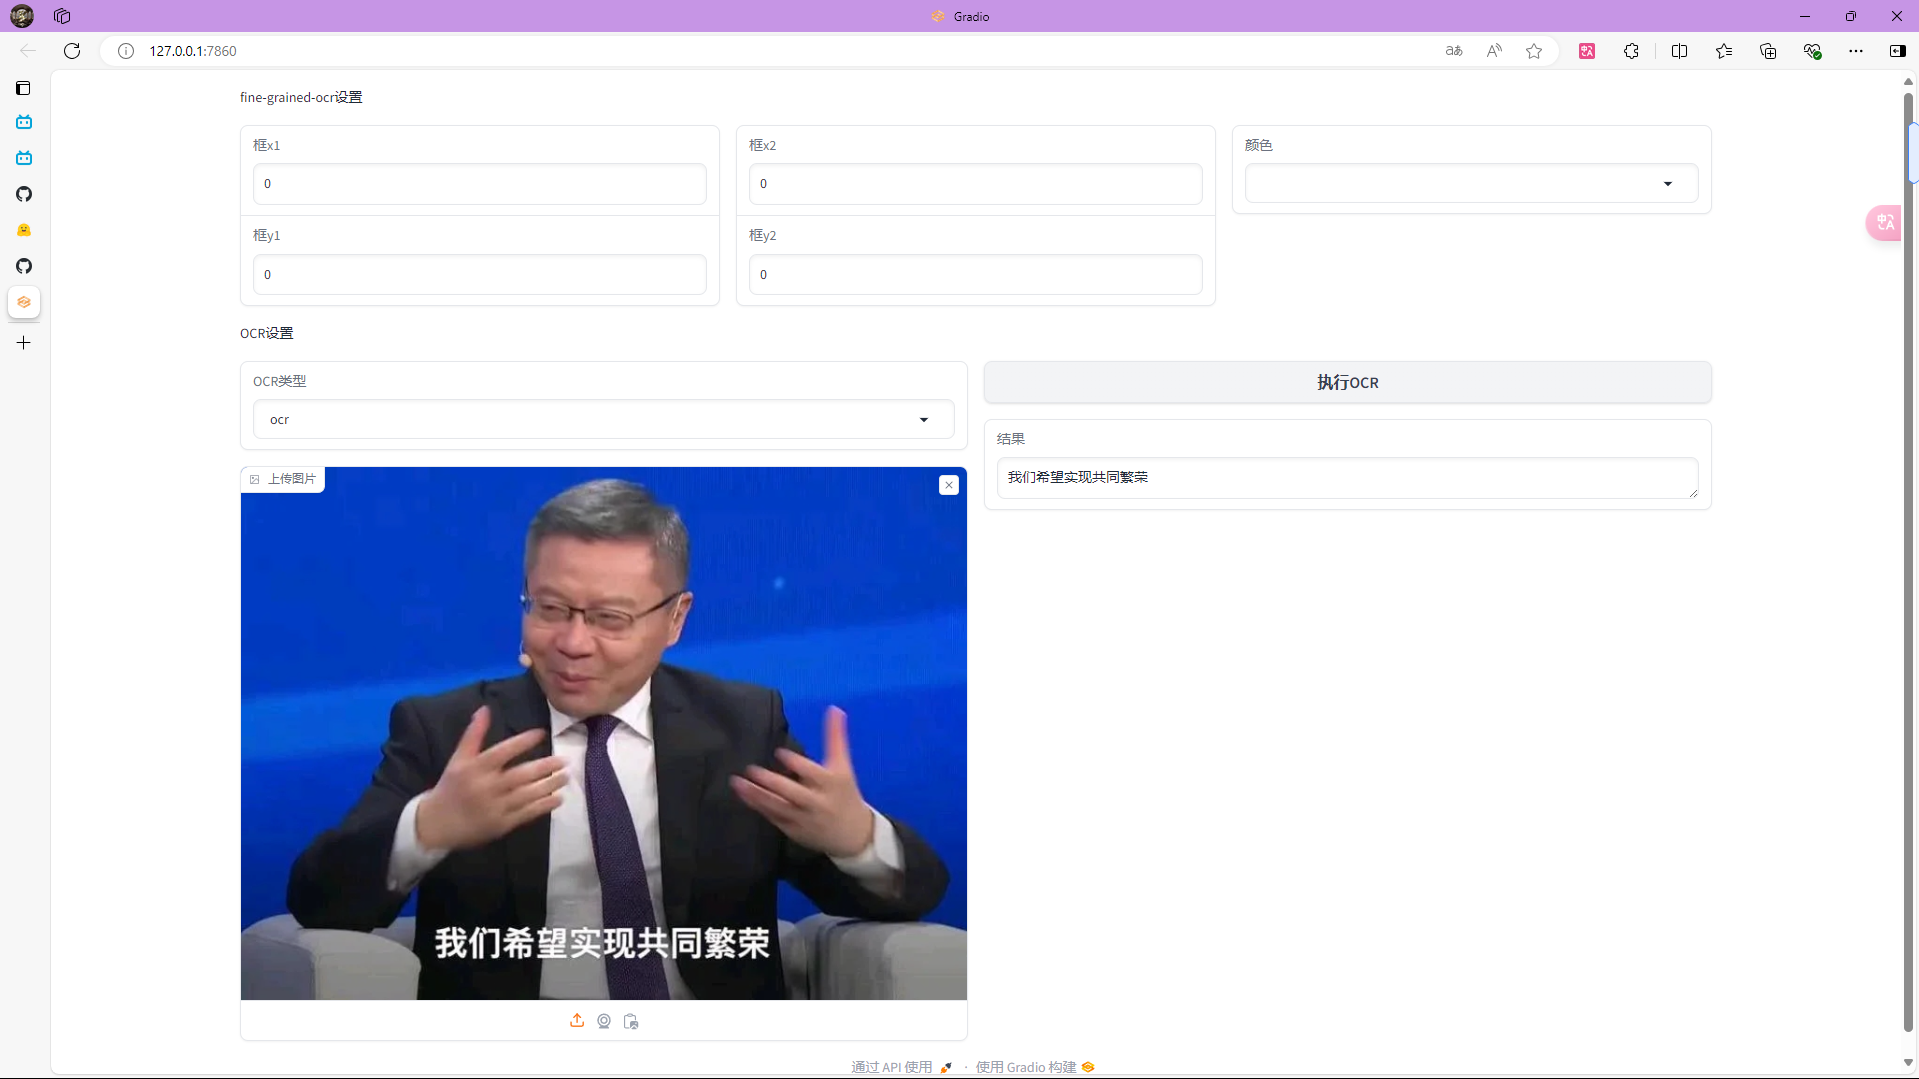 Gradio
127.0.0.1:7860
fine-grained-ocr设置
框x1
0
框x2
0
颜色
框y1
0
框y2
0
OCR设置
OCR类型
ocr
执行OCR
结果
我们希望实现共同繁荣
上传图片
我们希望实现共同繁荣
通过 API 使用 · 使用 Gradio 构建